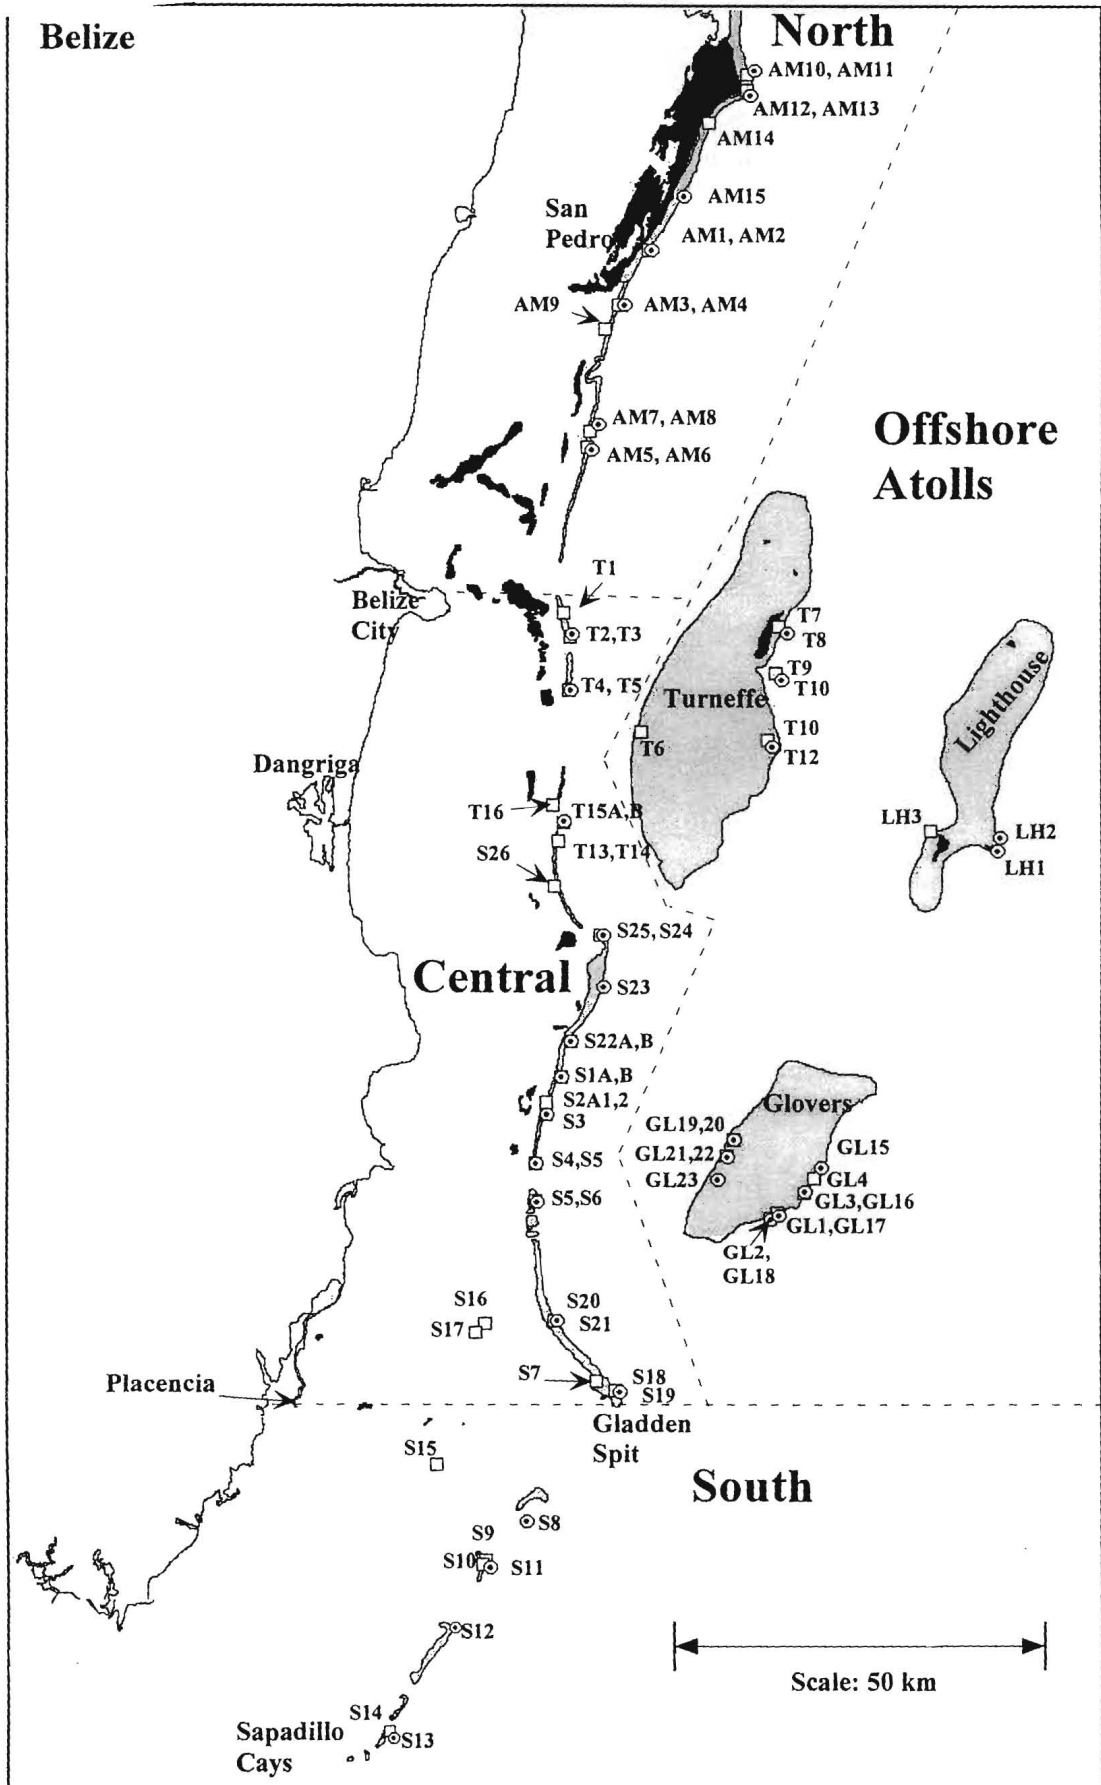 Belize
North
AM10, AM11
AM12, AM13
AM14
AM15
San
Pedro
AM1, AM2
AM9
AM3, AM4
AM7, AM8
AM5, AM6
Offshore
Atolls
T1
Belize
City
T2,T3
T7
T8
T9
T10
T4, T5
Turneffe
Lighthouse
T6
T10
T12
Dangriga
T16
T15A,B
T13,T14
S26
LH3
LH2
LH1
S25, S24
Central
S23
S22A,B
S1A,B
S2A1,2
S3
Glovers
GL19,20
GL21,22
GL23
GL15
GL4
GL3,GL16
GL1,GL17
GL2,
GL18
S4,S5
S5,S6
S16
S17
S20
S21
S7
S18
S19
Placencia
Gladden
Spit
S15
South
S8
S9
S10
S11
S12
Scale: 50 km
S14
S13
Sapadillo
Cays